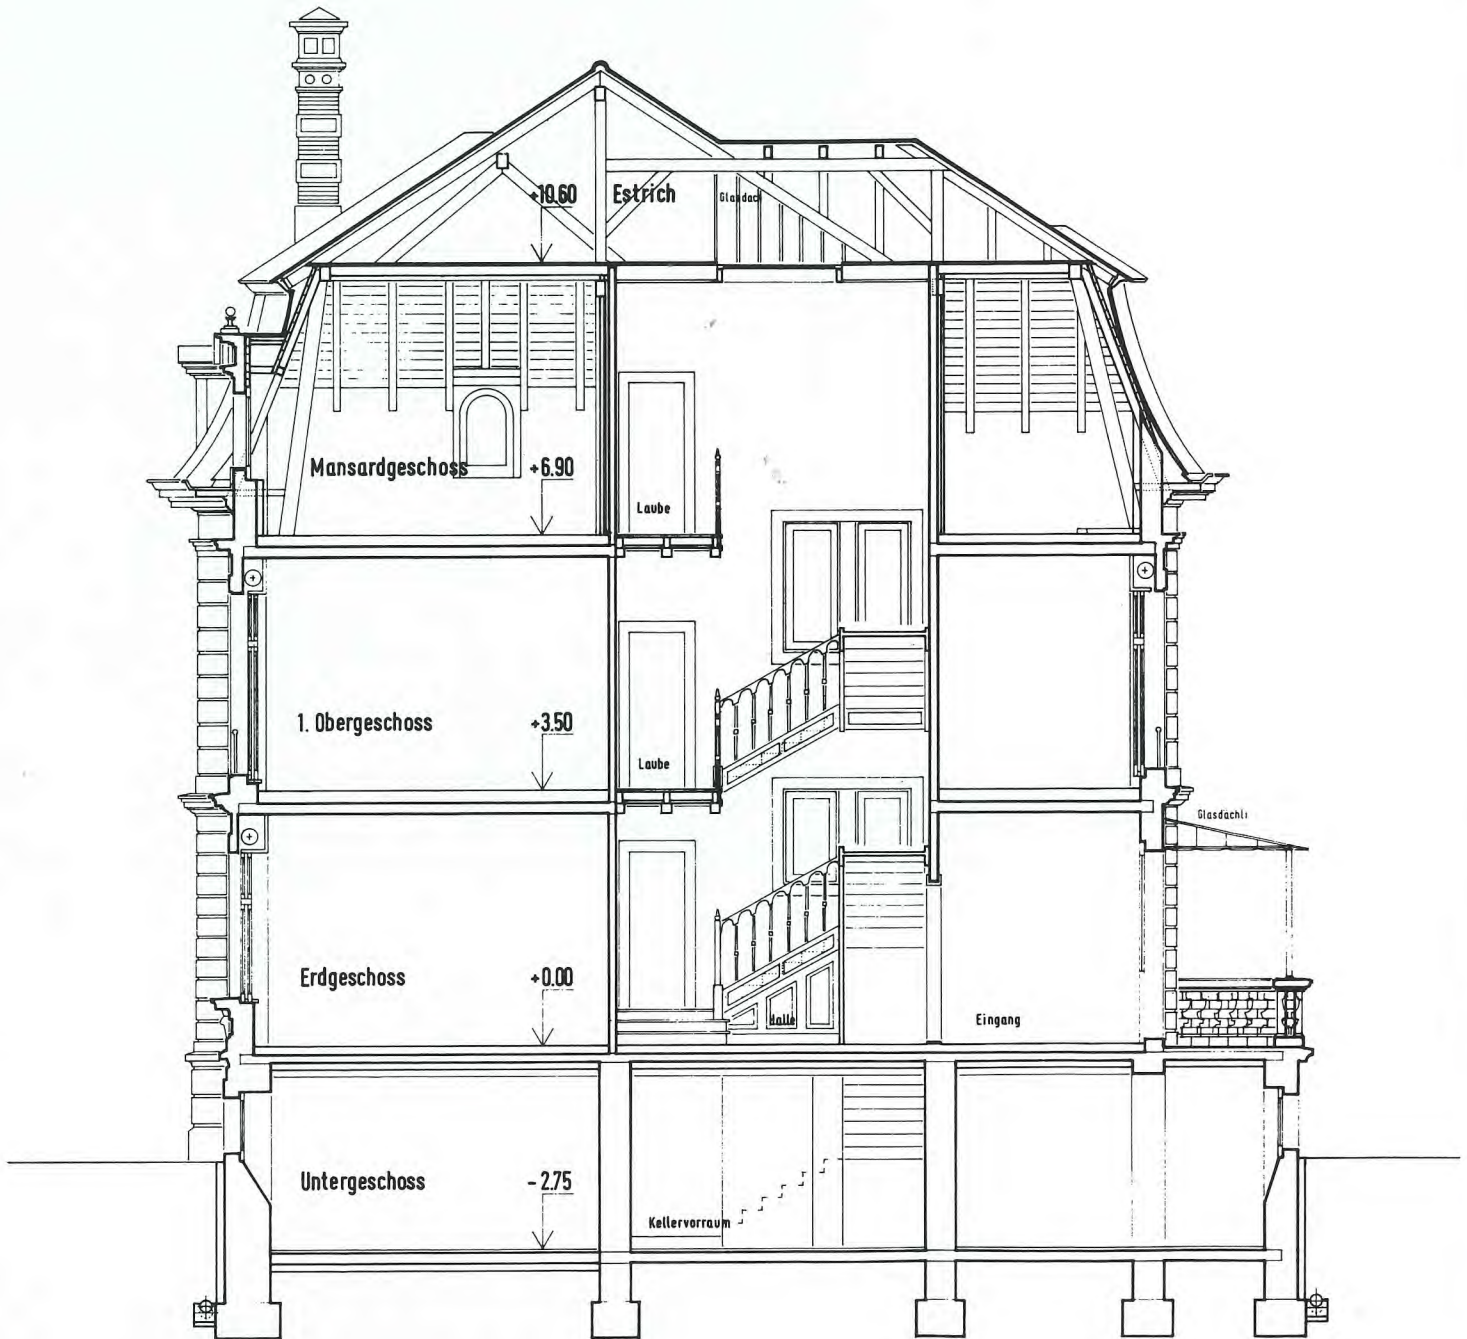 +10.60 Estrich Glasdach
Mansardgeschoss +6.90
Laube
1. Obergeschoss +3.50
Laube
Glasdächli
Erdgeschoss +0.00
Halle Eingang
Untergeschoss -2.75
Kellervorraum